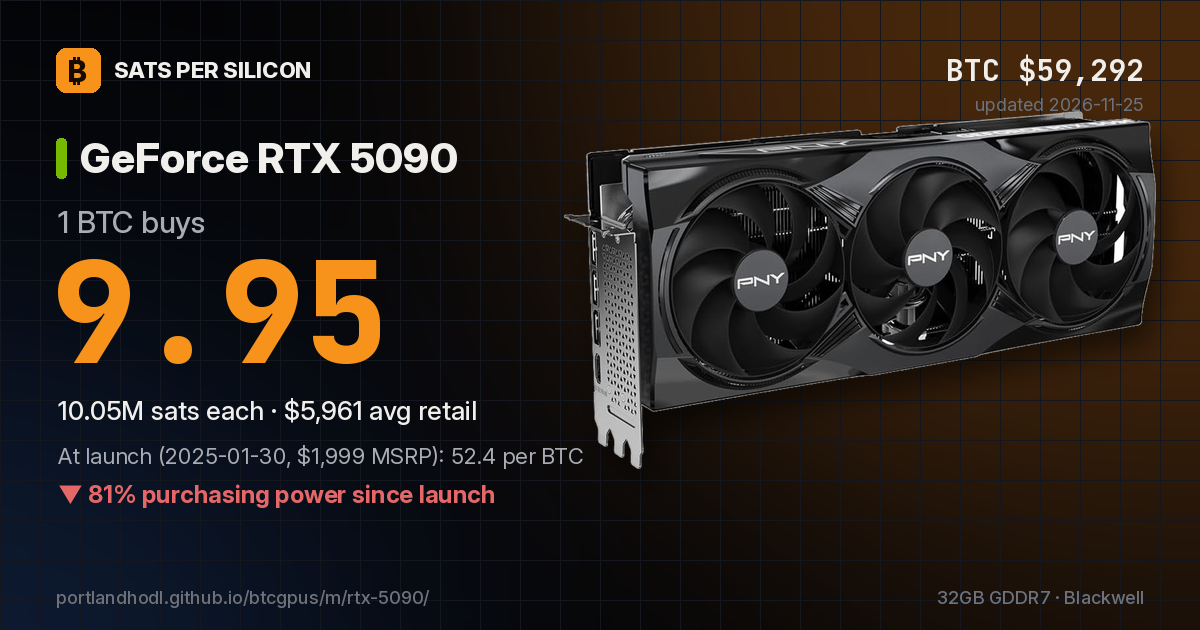 SATS PER SILICON
BTC $59,292
updated 2026-11-25
GeForce RTX 5090
1 BTC buys
9.95
10.05M sats each · $5,961 avg retail
At launch (2025-01-30, $1,999 MSRP): 52.4 per BTC
▼ 81% purchasing power since launch
PNY
PNY
PNY
portlandhodl.github.io/btcgpus/m/rtx-5090/
32GB GDDR7 · Blackwell